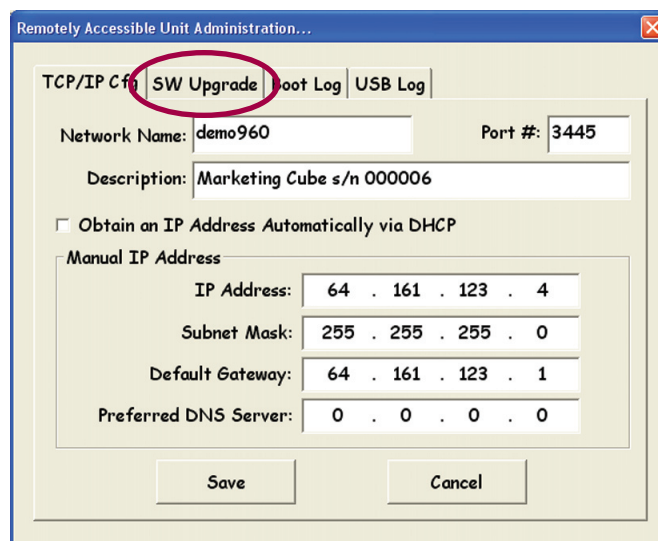 Remotely Accessible Unit Administration...
TCP/IP Cfg SW Upgrade Boot Log USB Log
Network Name: demo960 Port #: 3445
Description: Marketing Cube s/n 000006
Obtain an IP Address Automatically via DHCP
Manual IP Address
IP Address: 64 . 161 . 123 . 4
Subnet Mask: 255 . 255 . 255 . 0
Default Gateway: 64 . 161 . 123 . 1
Preferred DNS Server: 0 . 0 . 0 . 0
Save Cancel